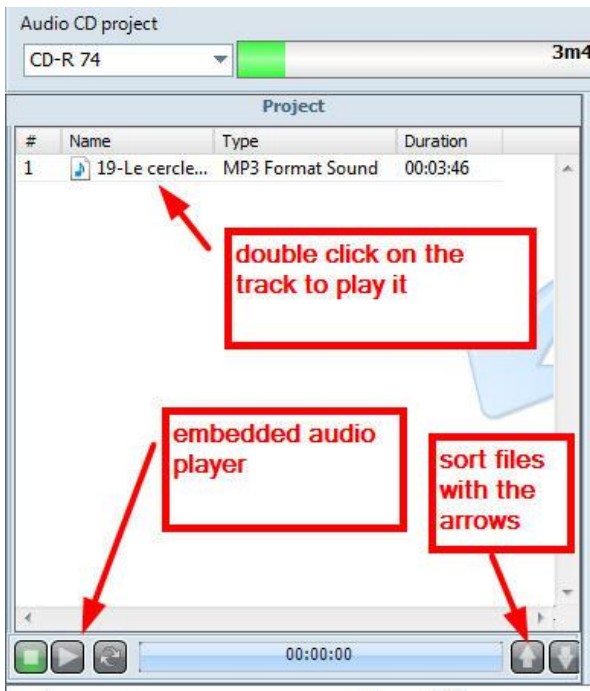 Audio CD project
CD-R 74
3m4
Project
# Name Type Duration
1 19-Le cercle... MP3 Format Sound 00:03:46
double click on the
track to play it
embedded audio
player
sort files
with the
arrows
00:00:00